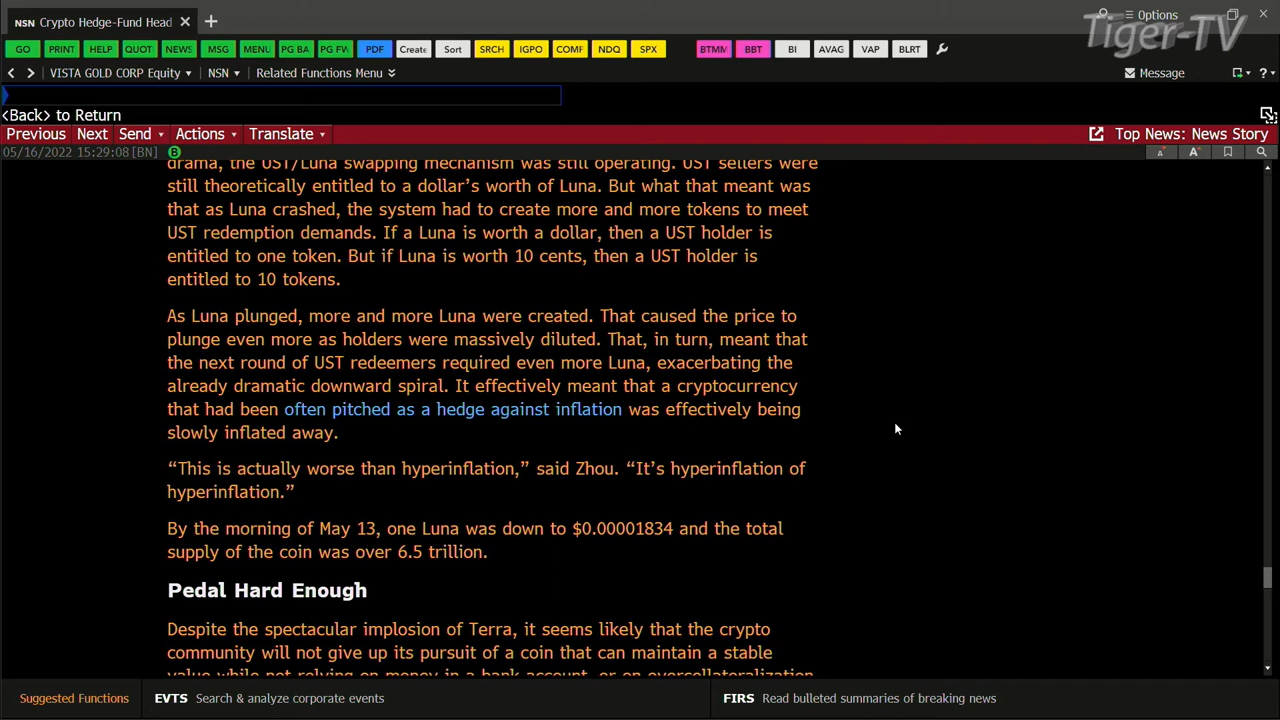 NSN Crypto Hedge-Fund Head
Options
Tiger-TV
GO PRINT HELP QUOT NEWS MSG MENU PG BA PG FW PDF Create Sort SRCH IGPO COMF NDQ SPX BTMM BBT BI AVAG VAP BLRT
VISTA GOLD CORP Equity NSN Related Functions Menu Message ?
<Back> to Return
Previous Next Send Actions Translate Top News: News Story
05/16/2022 15:29:08 [BN] B A A
drama, the UST/Luna swapping mechanism was still operating. UST sellers were
still theoretically entitled to a dollar's worth of Luna. But what that meant was
that as Luna crashed, the system had to create more and more tokens to meet
UST redemption demands. If a Luna is worth a dollar, then a UST holder is
entitled to one token. But if Luna is worth 10 cents, then a UST holder is
entitled to 10 tokens.
As Luna plunged, more and more Luna were created. That caused the price to
plunge even more as holders were massively diluted. That, in turn, meant that
the next round of UST redeemers required even more Luna, exacerbating the
already dramatic downward spiral. It effectively meant that a cryptocurrency
that had been often pitched as a hedge against inflation was effectively being
slowly inflated away.
“This is actually worse than hyperinflation,” said Zhou. “It's hyperinflation of
hyperinflation.”
By the morning of May 13, one Luna was down to $0.00001834 and the total
supply of the coin was over 6.5 trillion.
Pedal Hard Enough
Despite the spectacular implosion of Terra, it seems likely that the crypto
community will not give up its pursuit of a coin that can maintain a stable
value while not relying on money in a bank account, or on overcollateralization
Suggested Functions EVTS Search & analyze corporate events FIRS Read bulleted summaries of breaking news